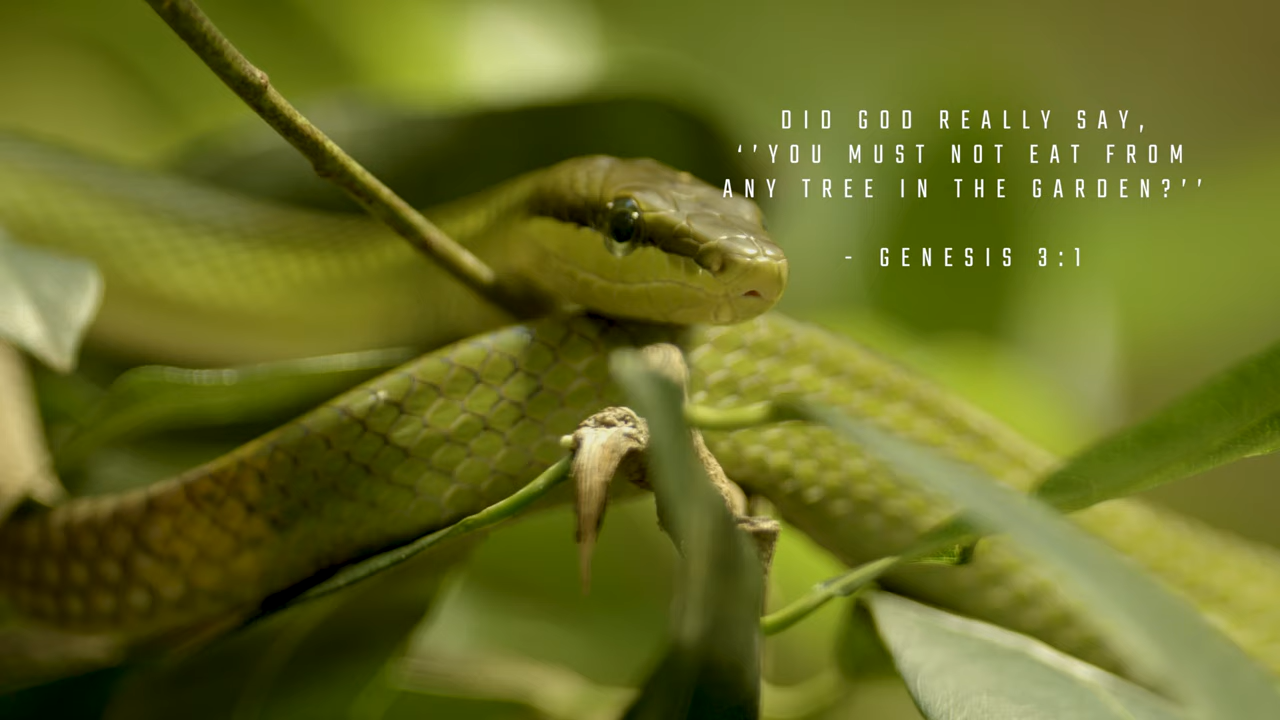 DID GOD REALLY SAY,
‘’YOU MUST NOT EAT FROM
ANY TREE IN THE GARDEN?’’
- GENESIS 3:1